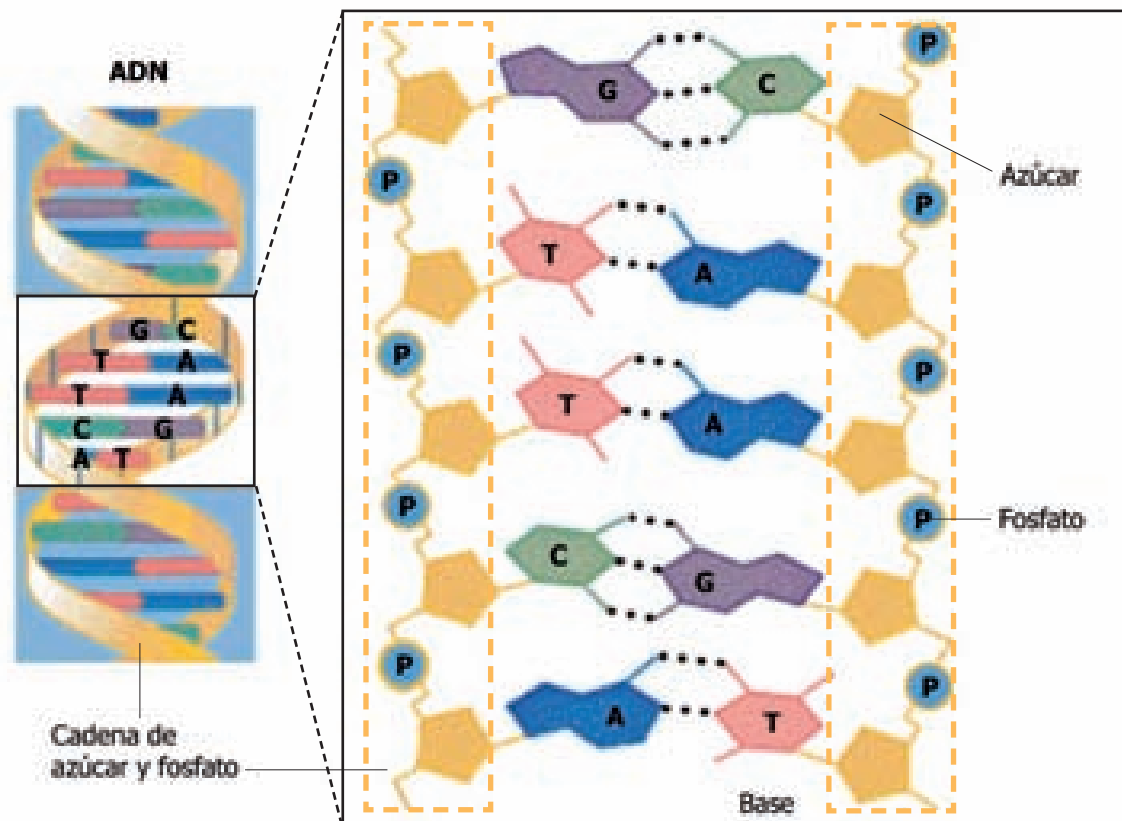 ADN
G C
T A
T A
C G
A T
Cadena de
azúcar y fosfato
P
G C
Azúcar
P
P
T A
P
P
T A
P
P
Fosfato
C G
P
P
A T
Base